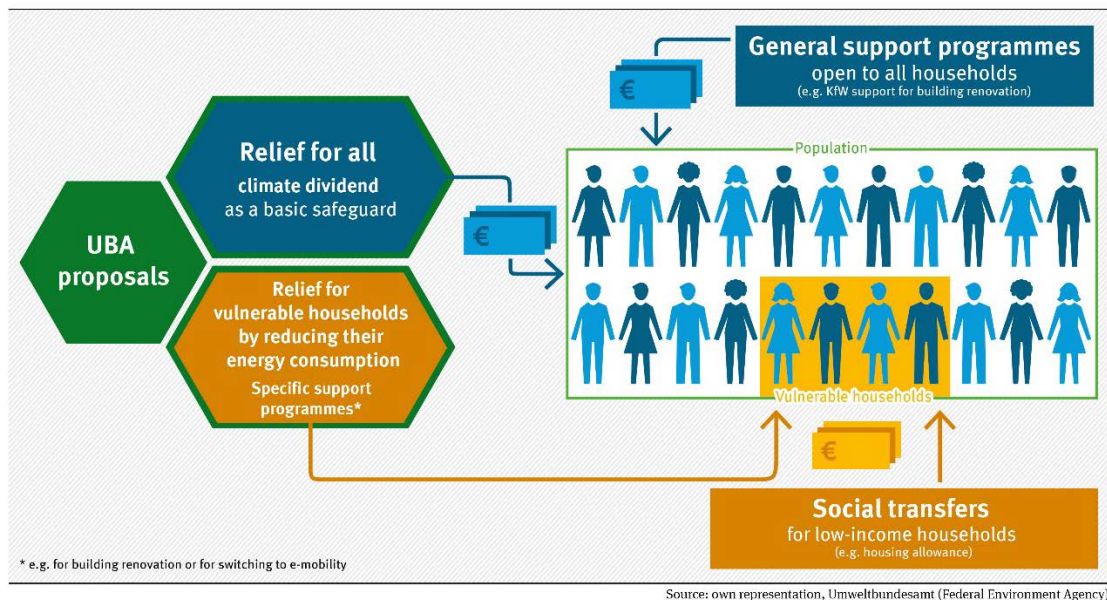 General support programmes
open to all households
(e.g. KfW support for building renovation)
€
Relief for all
climate dividend
as a basic safeguard
Population
€
UBA
proposals
Relief for
vulnerable households
by reducing their
energy consumption
Specific support
programmes*
Vulnerable households
€
Social transfers
for low-income households
(e.g. housing allowance)
* e.g. for building renovation or for switching to e-mobility
Source: own representation, Umweltbundesamt (Federal Environment Agency)